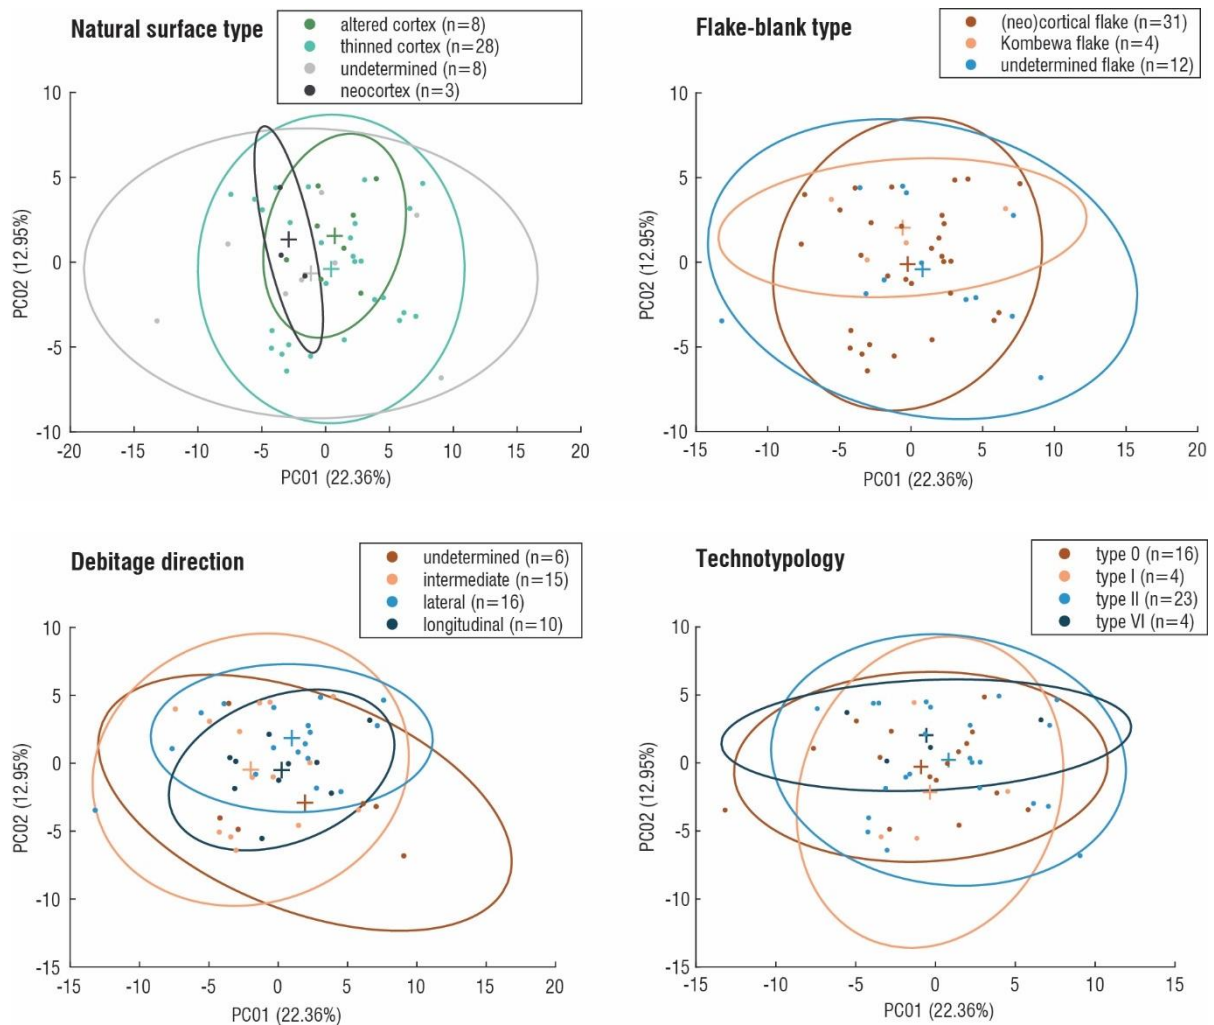 Natural surface type
altered cortex (n=8)
thinned cortex (n=28)
undetermined (n=8)
neocortex (n=3)
10
5
0
-5
-10
PC02 (12.95%)
-20 -15 -10 -5 0 5 10 15 20
PC01 (22.36%)
Flake-blank type
(neo)cortical flake (n=31)
Kombewa flake (n=4)
undetermined flake (n=12)
10
5
0
-5
-10
PC02 (12.95%)
-15 -10 -5 0 5 10 15 20
PC01 (22.36%)
Debitage direction
undetermined (n=6)
intermediate (n=15)
lateral (n=16)
longitudinal (n=10)
10
5
0
-5
-10
-15
PC02 (12.95%)
-15 -10 -5 0 5 10 15 20
PC01 (22.36%)
Technotypology
type 0 (n=16)
type I (n=4)
type II (n=23)
type VI (n=4)
10
5
0
-5
-10
-15
PC02 (12.95%)
-15 -10 -5 0 5 10 15
PC01 (22.36%)